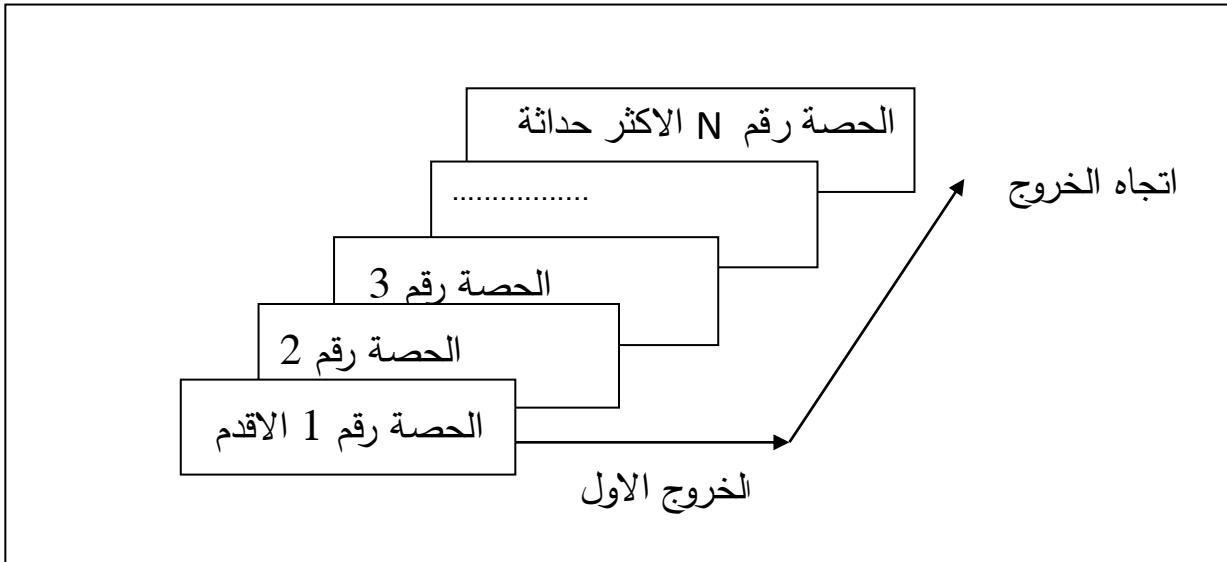 الحصة رقم N الاكثر حداثة
اتجاه الخروج
.................
الحصة رقم 3
الحصة رقم 2
الحصة رقم 1 الاقدم
الخروج الاول